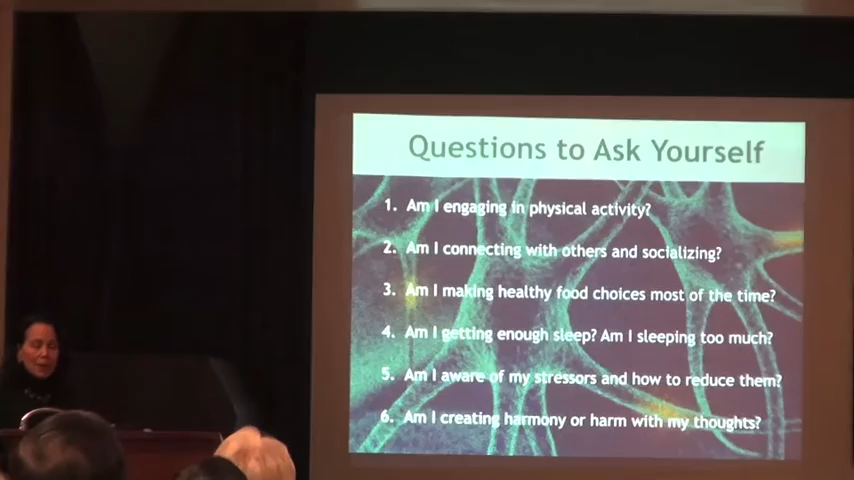 Questions to Ask Yourself
1. Am I engaging in physical activity?
2. Am I connecting with others and socializing?
3. Am I making healthy food choices most of the time?
4. Am I getting enough sleep? Am I sleeping too much?
5. Am I aware of my stressors and how to reduce them?
6. Am I creating harmony or harm with my thoughts?